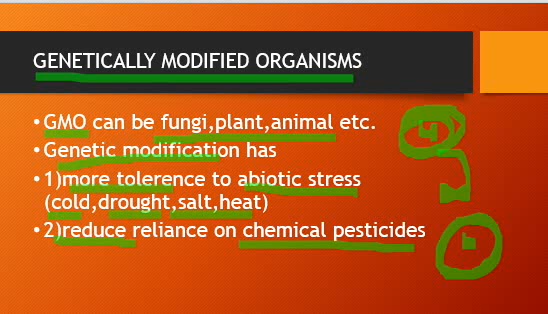 GENETICALLY MODIFIED ORGANISMS
•GMO can be fungi,plant,animal etc.
•Genetic modification has
•1)more tolerence to abiotic stress
(cold,drought,salt,heat)
•2)reduce reliance on chemical pesticides